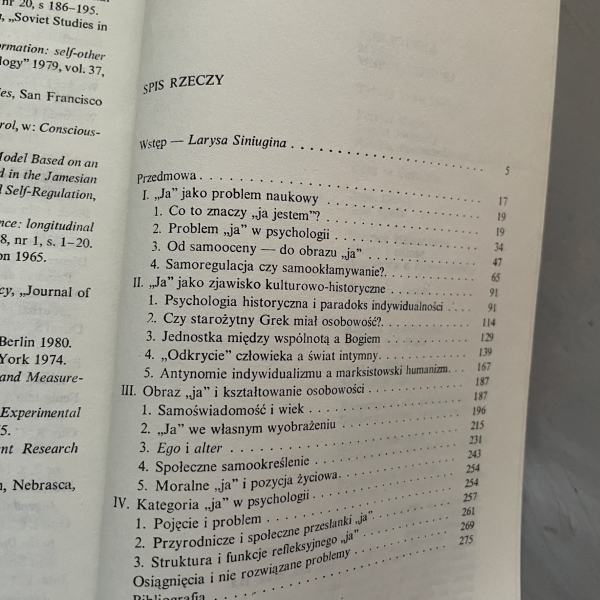 nr 20, s 186–195.
„Soviet Studies in
ormation: self-other
logy" 1979, vol. 37,
es, San Francisco
rol, w: Conscious-
Model Based on an
d in the Jamesian
Self-Regulation,
nce: longitudinal
8, nr 1, s. 1–20.
on 1965.
cy, „Journal of
Berlin 1980.
York 1974.
and Measure-
Experimental
5.
ent Research
n, Nebrasca,
SPIS RZECZY
Wstęp — Larysa Siniugina . . . . . 5
Przedmowa . . . . . 17
I. „Ja" jako problem naukowy . . . . . 19
1. Co to znaczy „ja jestem"? . . . . . 19
2. Problem „ja" w psychologii . . . . . 34
3. Od samooceny — do obrazu „ja" . . . . . 47
4. Samoregulacja czy samookłamywanie? . . . . . 65
II. „Ja" jako zjawisko kulturowo-historyczne . . . . . 91
1. Psychologia historyczna i paradoks indywidualności . . . . . 91
2. Czy starożytny Grek miał osobowość? . . . . . 114
3. Jednostka między wspólnotą a Bogiem . . . . . 129
4. „Odkrycie" człowieka a świat intymny . . . . . 139
5. Antynomie indywidualizmu a marksistowski humanizm . . . . . 167
III. Obraz „ja" i kształtowanie osobowości . . . . . 187
1. Samoświadomość i wiek . . . . . 187
2. „Ja" we własnym wyobrażeniu . . . . . 196
3. Ego i alter . . . . . 215
4. Społeczne samookreślenie . . . . . 231
5. Moralne „ja" i pozycja życiowa . . . . . 243
IV. Kategoria „ja" w psychologii . . . . . 254
1. Pojęcie i problem . . . . . 254
2. Przyrodnicze i społeczne przesłanki „ja" . . . . . 257
3. Struktura i funkcje refleksyjnego „ja" . . . . . 261
Osiągnięcia i nie rozwiązane problemy . . . . . 269
Bibliografia . . . . . 275